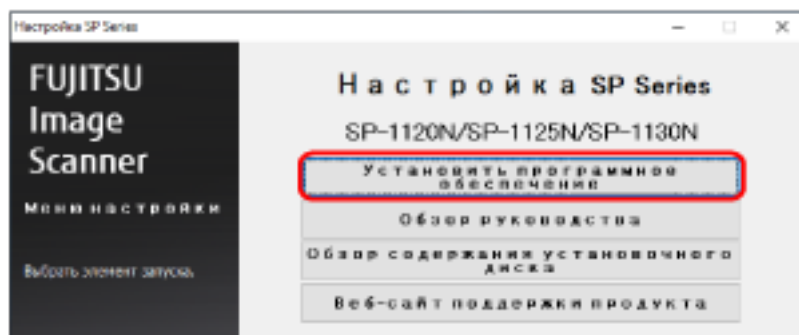 Настройка SP Series
FUJITSU
Image
Scanner
Меню настройки
Выбрать элемент запуска.
Настройка SP Series
SP-1120N/SP-1125N/SP-1130N
Установить программное
обеспечение
Обзор руководства
Обзор содержания установочного
диска
Веб-сайт поддержки продукта